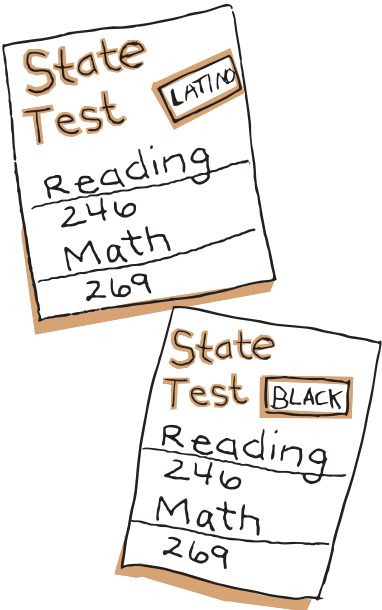 State
Test
LATINO
Reading
246
Math
269
State
Test
BLACK
Reading
246
Math
269